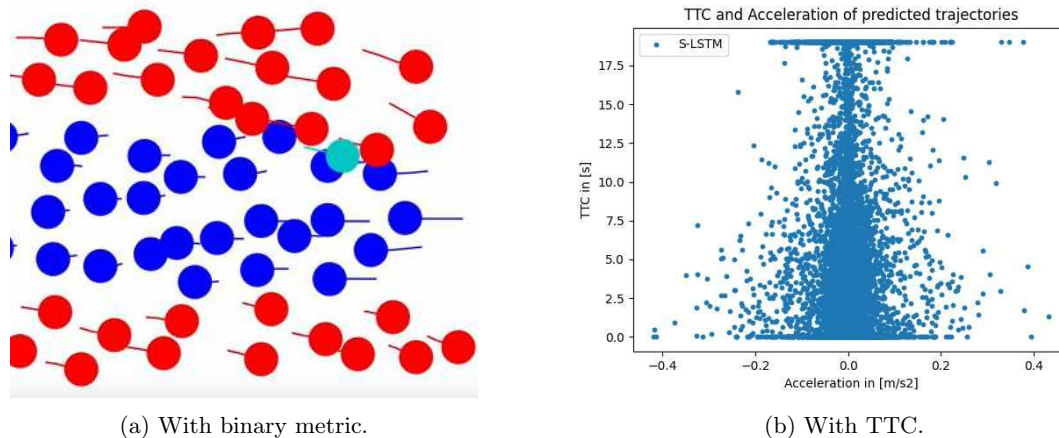 TTC and Acceleration of predicted trajectories
S-LSTM
17.5
15.0
12.5
10.0
7.5
5.0
2.5
0.0
TTC in [s]
−0.4 −0.2 0.0 0.2 0.4
Acceleration in [m/s2]
(a) With binary metric.
(b) With TTC.